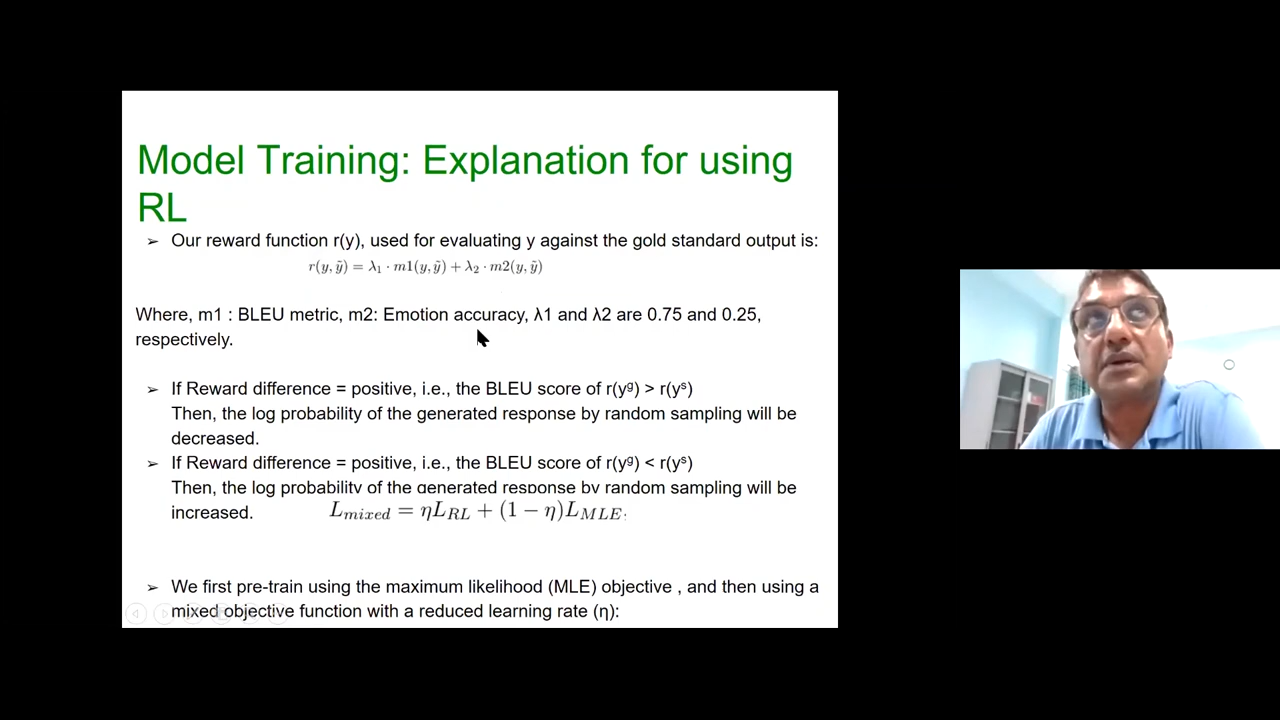 Model Training: Explanation for using
RL
➢ Our reward function r(y), used for evaluating y against the gold standard output is:
r(y, ỹ) = λ₁ · m1(y, ỹ) + λ₂ · m2(y, ỹ)
Where, m1 : BLEU metric, m2: Emotion accuracy, λ1 and λ2 are 0.75 and 0.25,
respectively.
➢ If Reward difference = positive, i.e., the BLEU score of r(yᵍ) > r(yˢ)
Then, the log probability of the generated response by random sampling will be
decreased.
➢ If Reward difference = positive, i.e., the BLEU score of r(yᵍ) < r(yˢ)
Then, the log probability of the generated response by random sampling will be
increased.
L_mixed = ηL_RL + (1 − η)L_MLE
➢ We first pre-train using the maximum likelihood (MLE) objective , and then using a
mixed objective function with a reduced learning rate (η):